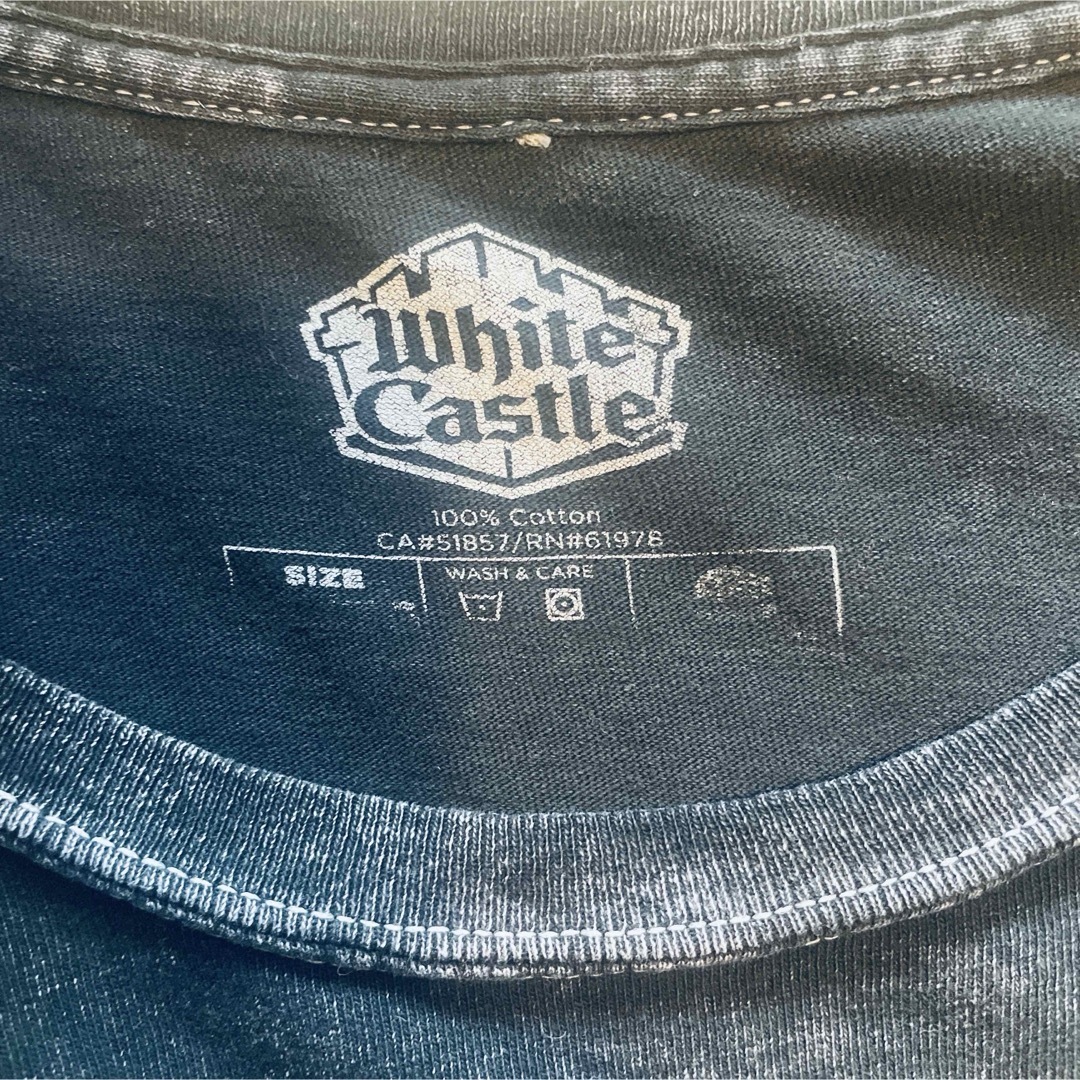 White
Castle
100% Cotton
CA#51857/RN#61978
SIZE
WASH & CARE